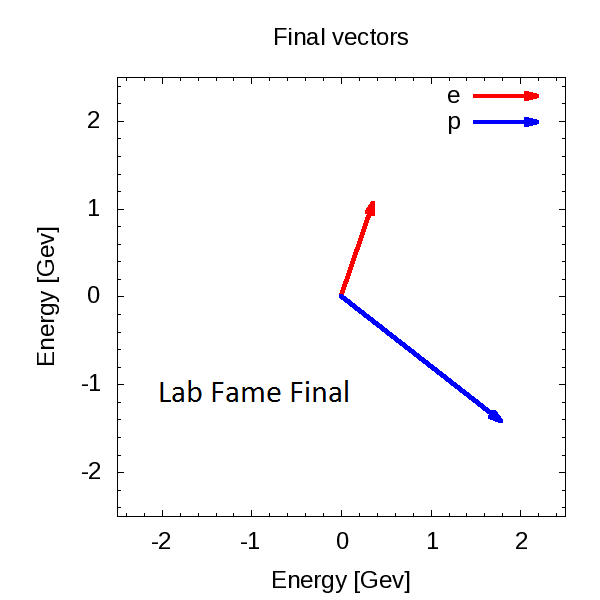 Final vectors
e
p
2
1
0
-1
-2
Energy [Gev]
Lab Fame Final
-2 -1 0 1 2
Energy [Gev]